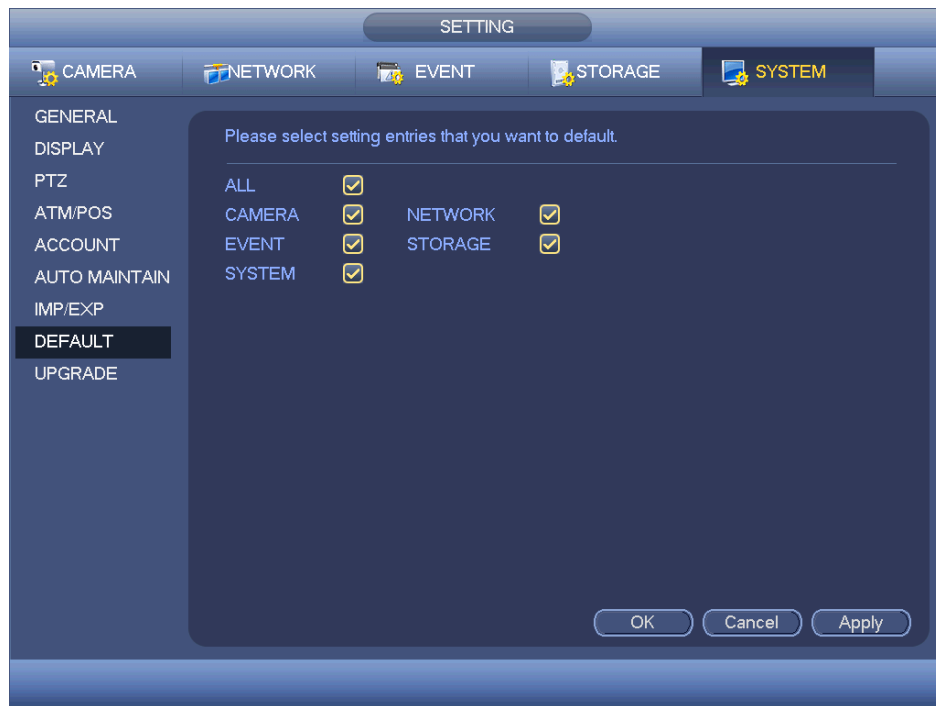 SETTING
CAMERA NETWORK EVENT STORAGE SYSTEM
GENERAL
DISPLAY
PTZ
ATM/POS
ACCOUNT
AUTO MAINTAIN
IMP/EXP
DEFAULT
UPGRADE
Please select setting entries that you want to default.
ALL
CAMERA NETWORK
EVENT STORAGE
SYSTEM
OK Cancel Apply